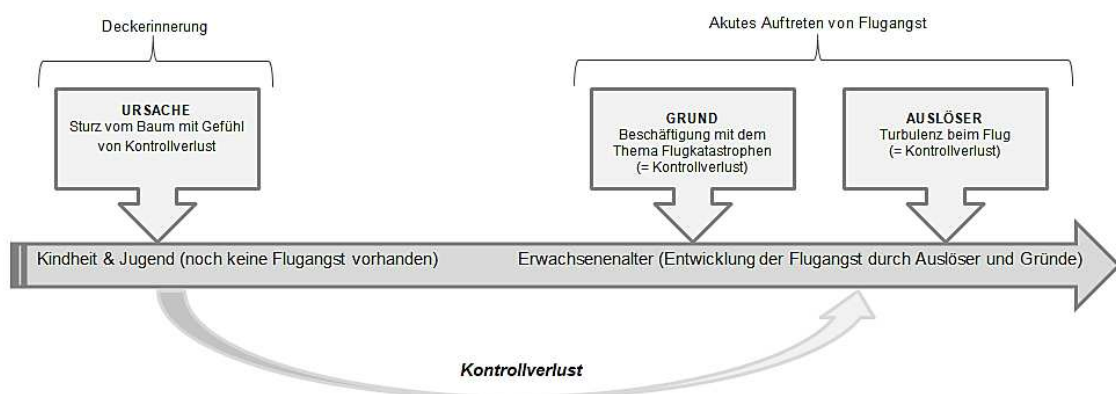 Deckerinnerung
Akutes Auftreten von Flugangst
URSACHE
Sturz vom Baum mit Gefühl
von Kontrollverlust
GRUND
Beschäftigung mit dem
Thema Flugkatastrophen
(= Kontrollverlust)
AUSLÖSER
Turbulenz beim Flug
(= Kontrollverlust)
Kindheit & Jugend (noch keine Flugangst vorhanden)
Erwachsenenalter (Entwicklung der Flugangst durch Auslöser und Gründe)
Kontrollverlust